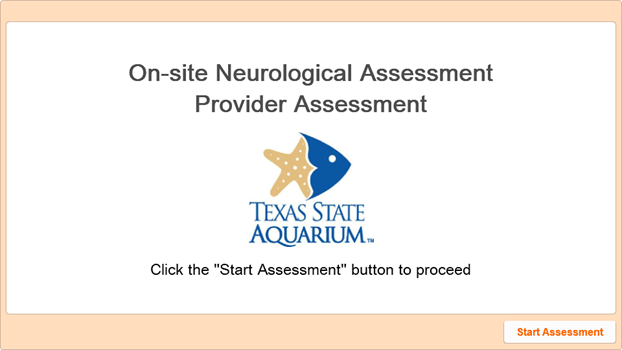 On-site Neurological Assessment
Provider Assessment
TEXAS STATE
AQUARIUM™
Click the "Start Assessment" button to proceed
Start Assessment